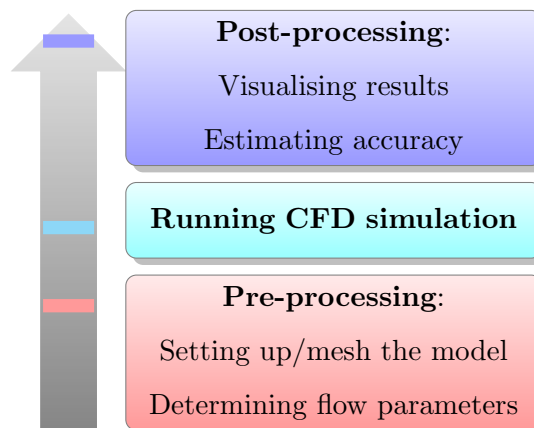 Post-processing:
Visualising results
Estimating accuracy
Running CFD simulation
Pre-processing:
Setting up/mesh the model
Determining flow parameters